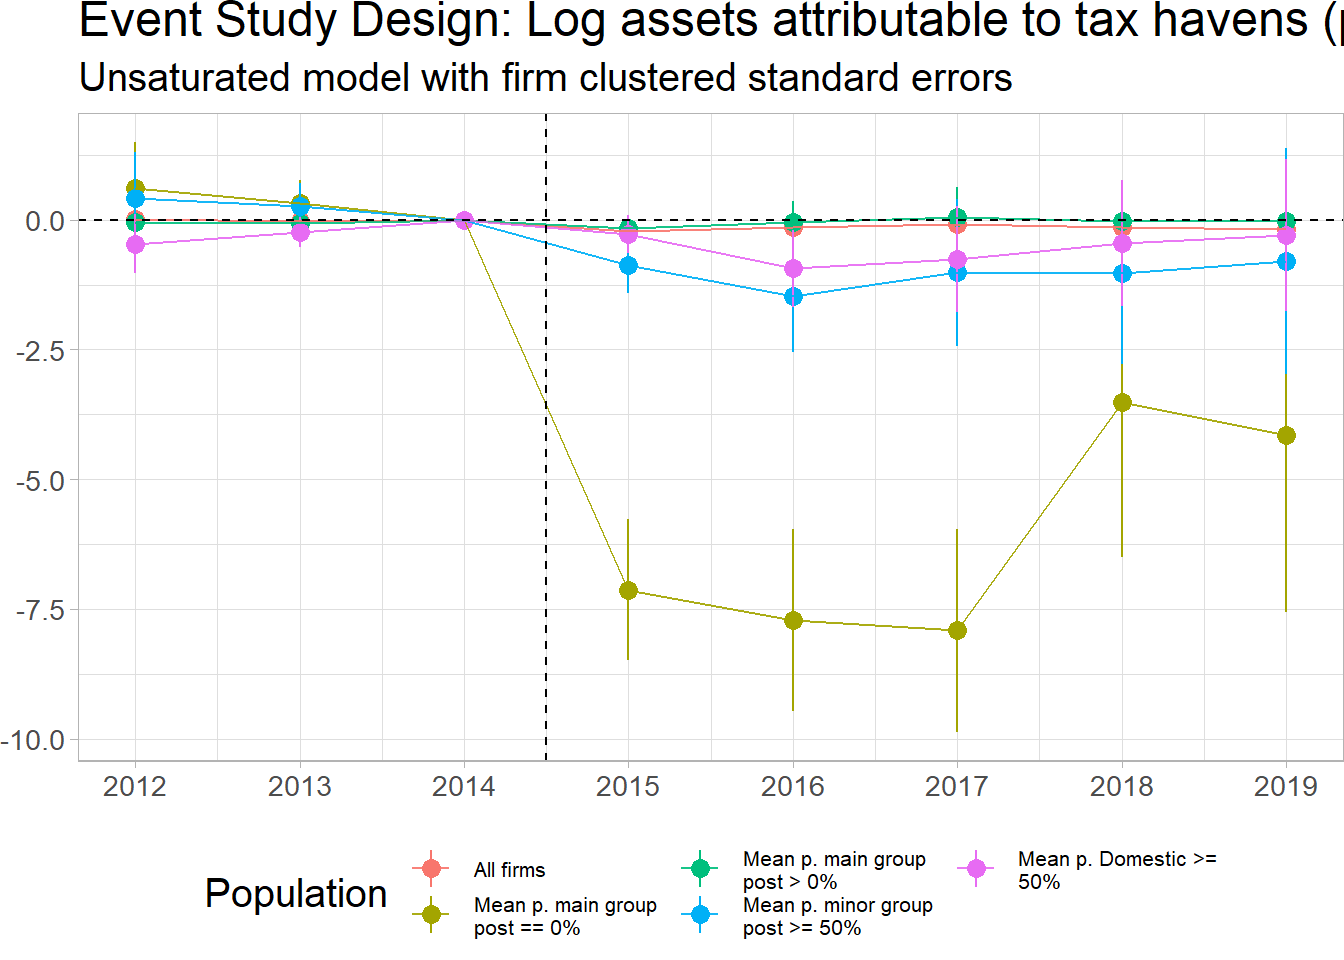 Event Study Design: Log assets attributable to tax havens (
Unsaturated model with firm clustered standard errors
0.0
-2.5
-5.0
-7.5
-10.0
2012 2013 2014 2015 2016 2017 2018 2019
Population
All firms
Mean p. main group
post == 0%
Mean p. main group
post > 0%
Mean p. minor group
post >= 50%
Mean p. Domestic >=
50%